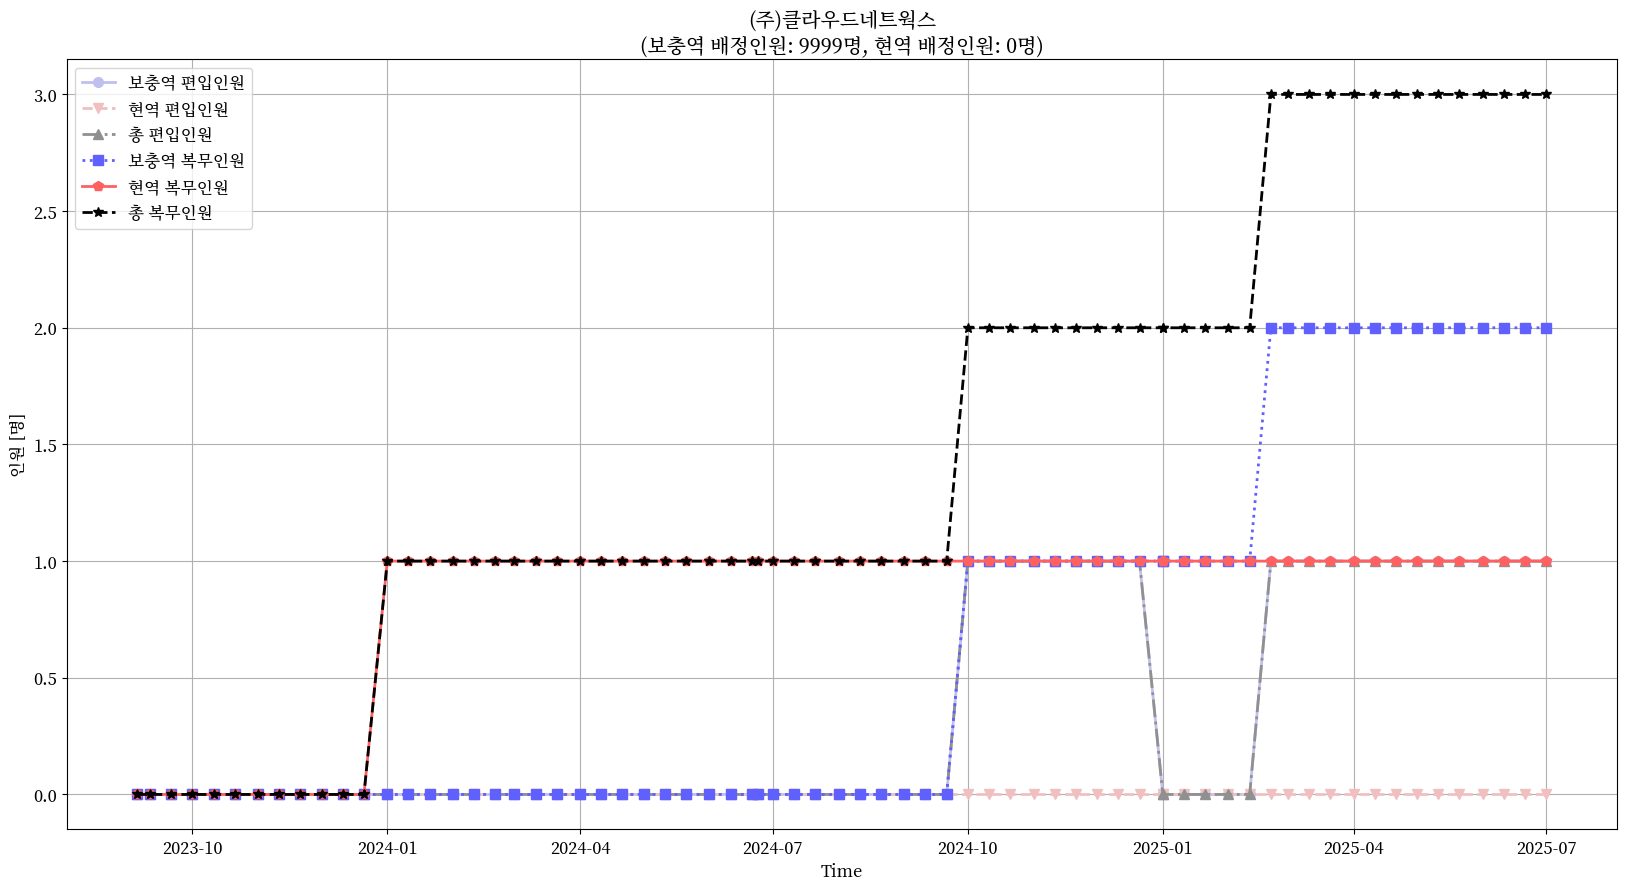 (주)클라우드네트웍스
(보충역 배정인원: 9999명, 현역 배정인원: 0명)
보충역 편입인원
현역 편입인원
총 편입인원
보충역 복무인원
현역 복무인원
총 복무인원
3.0
2.5
2.0
1.5
1.0
0.5
0.0
인원 [명]
2023-10 2024-01 2024-04 2024-07 2024-10 2025-01 2025-04 2025-07
Time